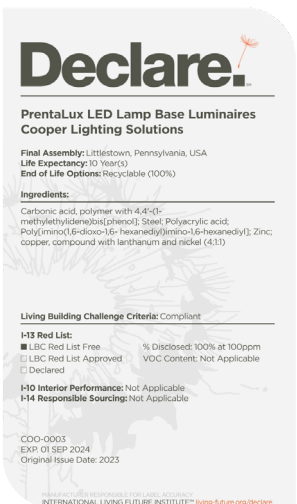 Declare.
PrentaLux LED Lamp Base Luminaires
Cooper Lighting Solutions
Final Assembly: Littlestown, Pennsylvania, USA
Life Expectancy: 10 Year(s)
End of Life Options: Recyclable (100%)
Ingredients:
Carbonic acid, polymer with 4,4'-(1-
methylethylidene)bis[phenol]; Steel; Polyacrylic acid;
Poly[imino(1,6-dioxo-1,6- hexanediyl)imino-1,6-hexanediyl]; Zinc;
copper, compound with lanthanum and nickel (4:1:1)
Living Building Challenge Criteria: Compliant
I-13 Red List:
■ LBC Red List Free % Disclosed: 100% at 100ppm
□ LBC Red List Approved VOC Content: Not Applicable
□ Declared
I-10 Interior Performance: Not Applicable
I-14 Responsible Sourcing: Not Applicable
COO-0003
EXP. 01 SEP 2024
Original Issue Date: 2023
MANUFACTURER RESPONSIBLE FOR LABEL ACCURACY
INTERNATIONAL LIVING FUTURE INSTITUTE™ living-future.org/declare